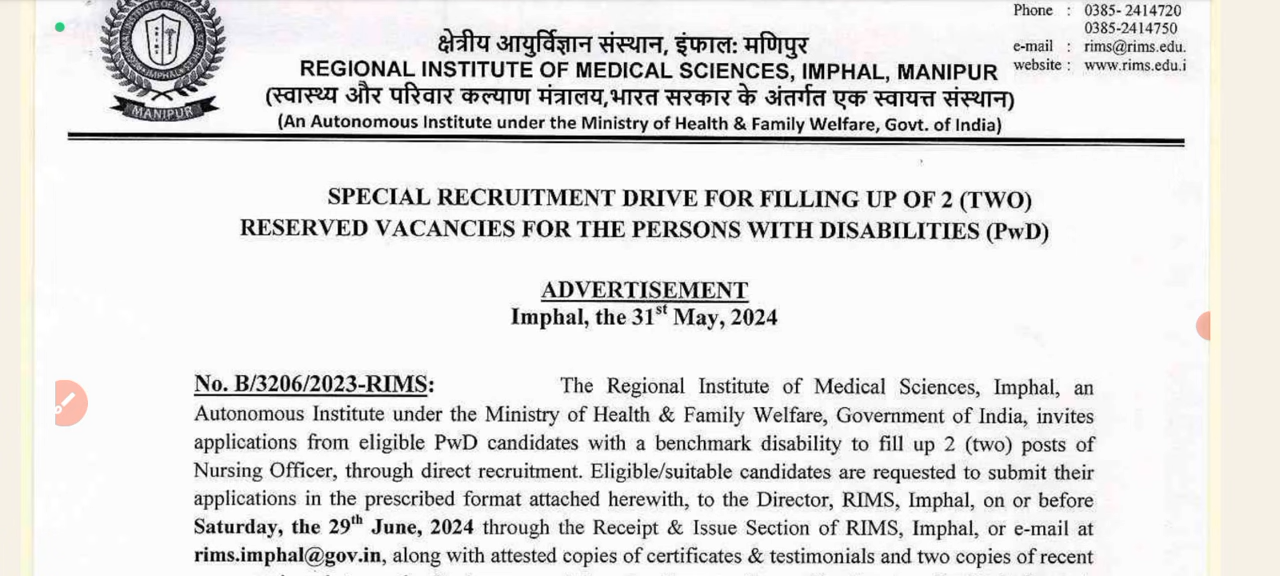 Phone : 0385- 2414720
0385-2414750
e-mail : rims@rims.edu.
website : www.rims.edu.i
MANIPUR
क्षेत्रीय आयुर्विज्ञान संस्थान, इंफाल: मणिपुर
REGIONAL INSTITUTE OF MEDICAL SCIENCES, IMPHAL, MANIPUR
(स्वास्थ्य और परिवार कल्याण मंत्रालय,भारत सरकार के अंतर्गत एक स्वायत्त संस्थान)
(An Autonomous Institute under the Ministry of Health & Family Welfare, Govt. of India)
SPECIAL RECRUITMENT DRIVE FOR FILLING UP OF 2 (TWO)
RESERVED VACANCIES FOR THE PERSONS WITH DISABILITIES (PwD)
ADVERTISEMENT
Imphal, the 31st May, 2024
No. B/3206/2023-RIMS: The Regional Institute of Medical Sciences, Imphal, an
Autonomous Institute under the Ministry of Health & Family Welfare, Government of India, invites
applications from eligible PwD candidates with a benchmark disability to fill up 2 (two) posts of
Nursing Officer, through direct recruitment. Eligible/suitable candidates are requested to submit their
applications in the prescribed format attached herewith, to the Director, RIMS, Imphal, on or before
Saturday, the 29th June, 2024 through the Receipt & Issue Section of RIMS, Imphal, or e-mail at
rims.imphal@gov.in, along with attested copies of certificates & testimonials and two copies of recent